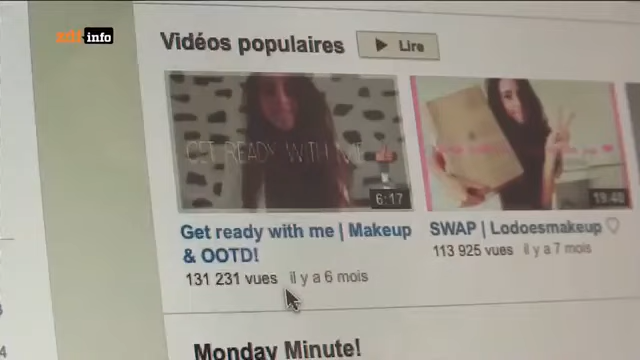 zdf info
Vidéos populaires
Lire
GET READY WITH ME
6:17
19:40
Get ready with me | Makeup
& OOTD!
SWAP | Lodoesmakeup ♡
131 231 vues il y a 6 mois
113 925 vues il y a 7 mois
Monday Minute!